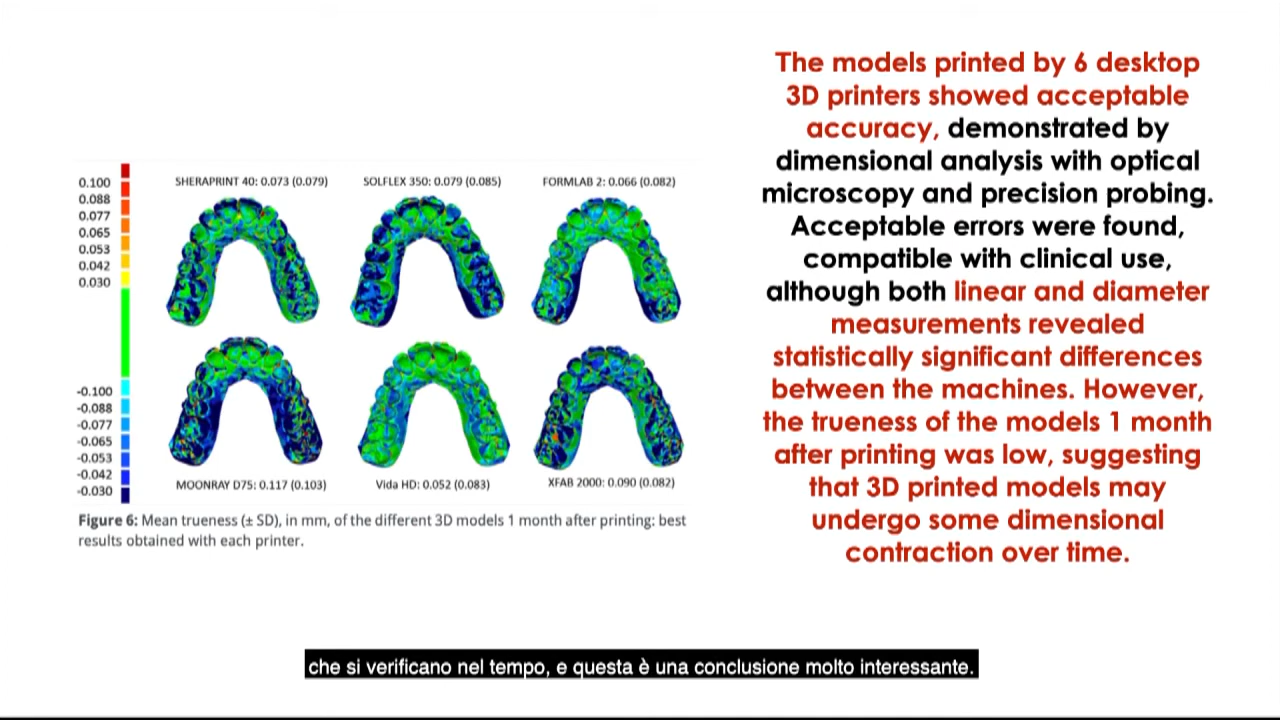 The models printed by 6 desktop
3D printers showed acceptable
accuracy, demonstrated by
dimensional analysis with optical
microscopy and precision probing.
Acceptable errors were found,
compatible with clinical use,
although both linear and diameter
measurements revealed
statistically significant differences
between the machines. However,
the trueness of the models 1 month
after printing was low, suggesting
that 3D printed models may
undergo some dimensional
contraction over time.
0.100
0.088
0.077
0.065
0.053
0.042
0.030
-0.100
-0.088
-0.077
-0.065
-0.053
-0.042
-0.030
SHERAPRINT 40: 0.073 (0.079)
SOLFLEX 350: 0.079 (0.085)
FORMLAB 2: 0.066 (0.082)
MOONRAY D75: 0.117 (0.103)
Vida HD: 0.052 (0.083)
XFAB 2000: 0.090 (0.082)
Figure 6: Mean trueness (± SD), in mm, of the different 3D models 1 month after printing: best
results obtained with each printer.
che si verificano nel tempo, e questa è una conclusione molto interessante.